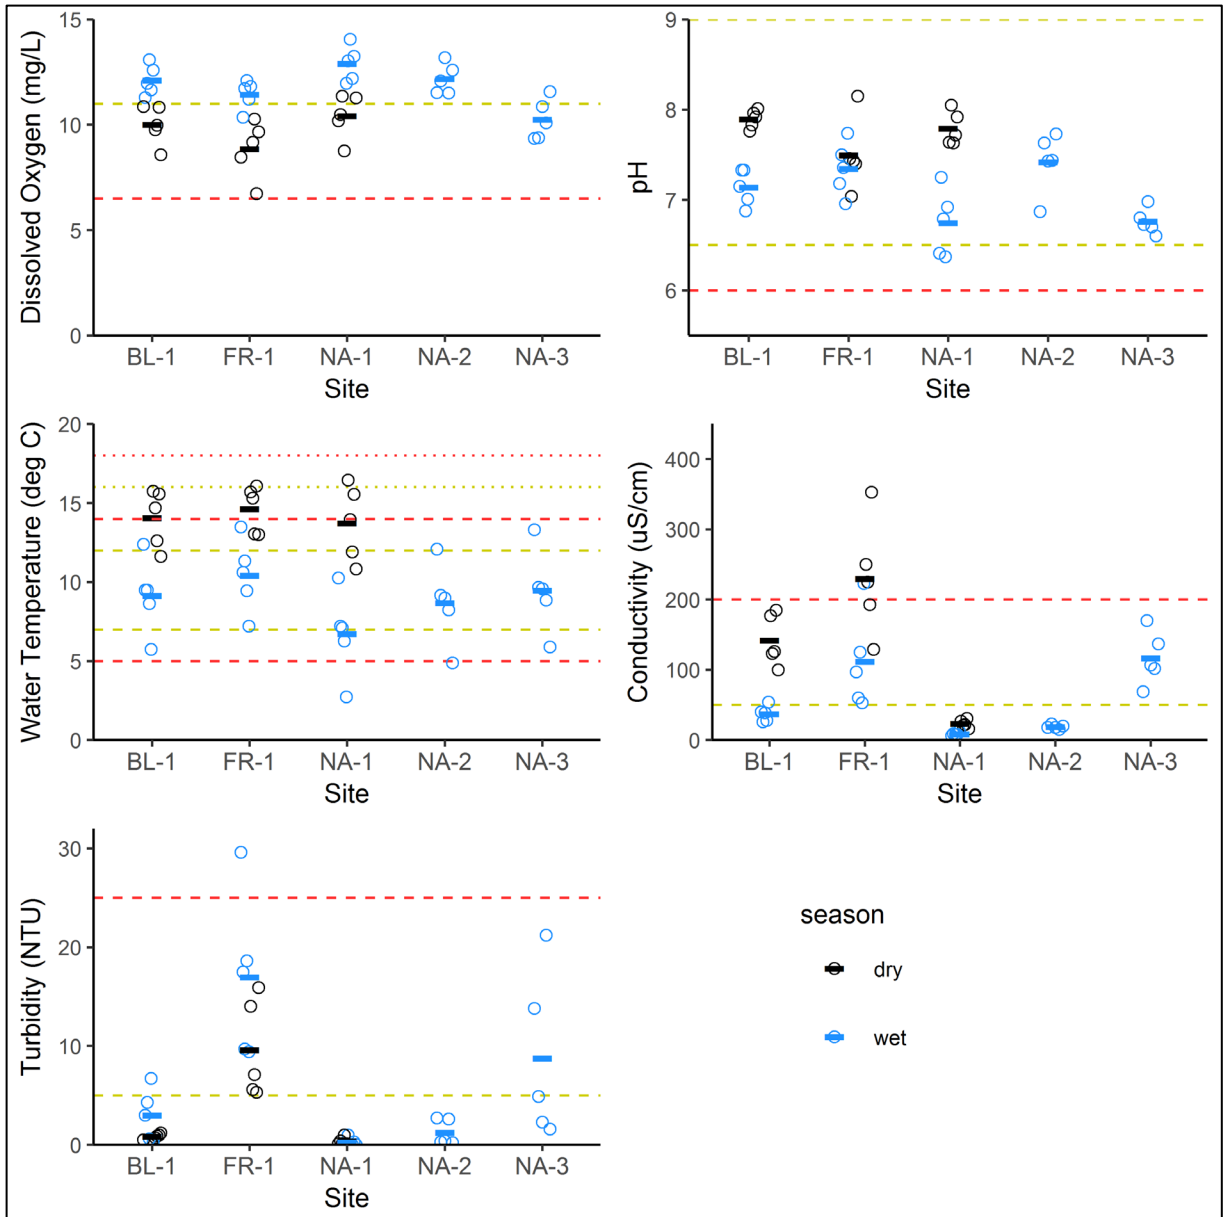 Dissolved Oxygen (mg/L)
15
10
5
0
BL-1 FR-1 NA-1 NA-2 NA-3
Site
pH
9
8
7
6
BL-1 FR-1 NA-1 NA-2 NA-3
Site
Water Temperature (deg C)
20
15
10
5
0
BL-1 FR-1 NA-1 NA-2 NA-3
Site
Conductivity (uS/cm)
400
300
200
100
0
BL-1 FR-1 NA-1 NA-2 NA-3
Site
Turbidity (NTU)
30
20
10
0
BL-1 FR-1 NA-1 NA-2 NA-3
Site
season
dry
wet